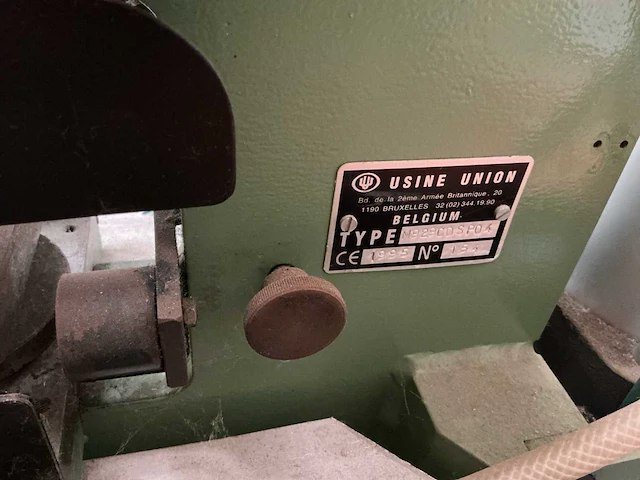 USINE UNION
Bd. de la 2ème Armée Britannique, 20
1190 BRUXELLES 32 (02) 344.19.90
BELGIUM
TYPE
CE 1995 N°